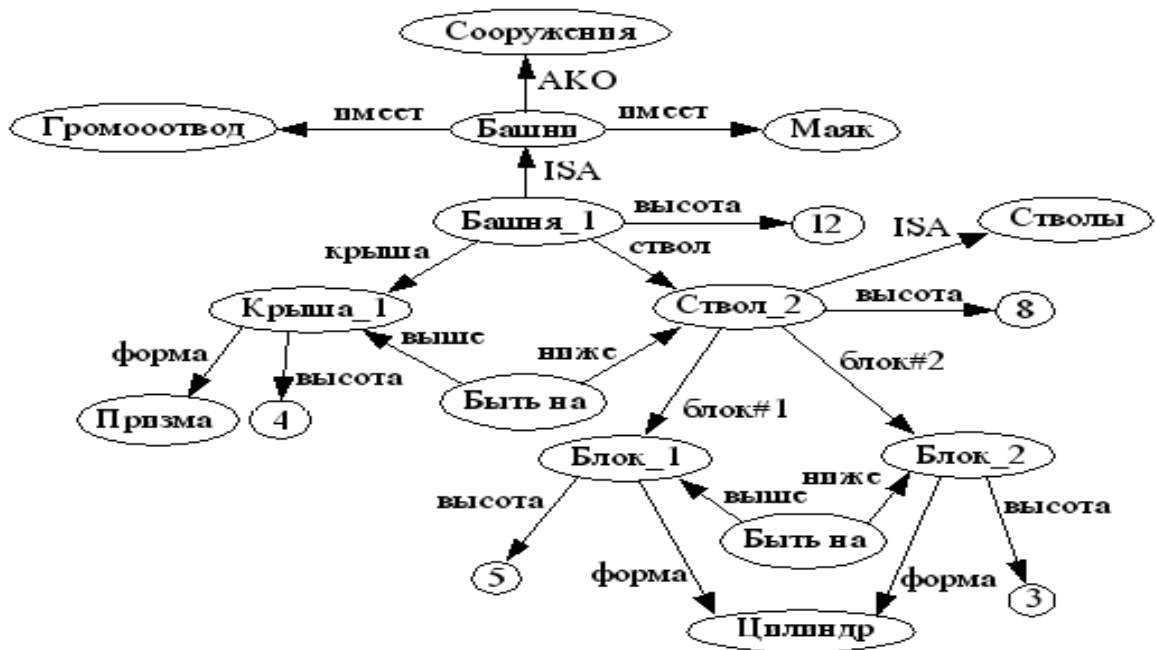 Сооружения
АКО
Громооотвод
имеет
Башни
имеет
Маяк
ISA
Башня_1
высота
12
ISA
Стволы
крыша
ствол
Крыша_1
Ствол_2
высота
8
форма
выше
ниже
высота
блок#2
Призма
4
Быть на
блок#1
Блок_1
Блок_2
высота
выше
ниже
высота
Быть на
5
форма
форма
3
Цилиндр